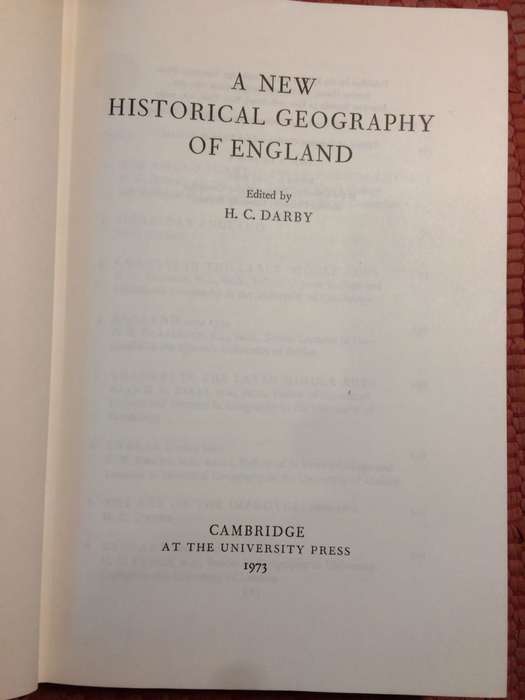 A NEW
HISTORICAL GEOGRAPHY
OF ENGLAND
Edited by
H. C. DARBY
CAMBRIDGE
AT THE UNIVERSITY PRESS
1973